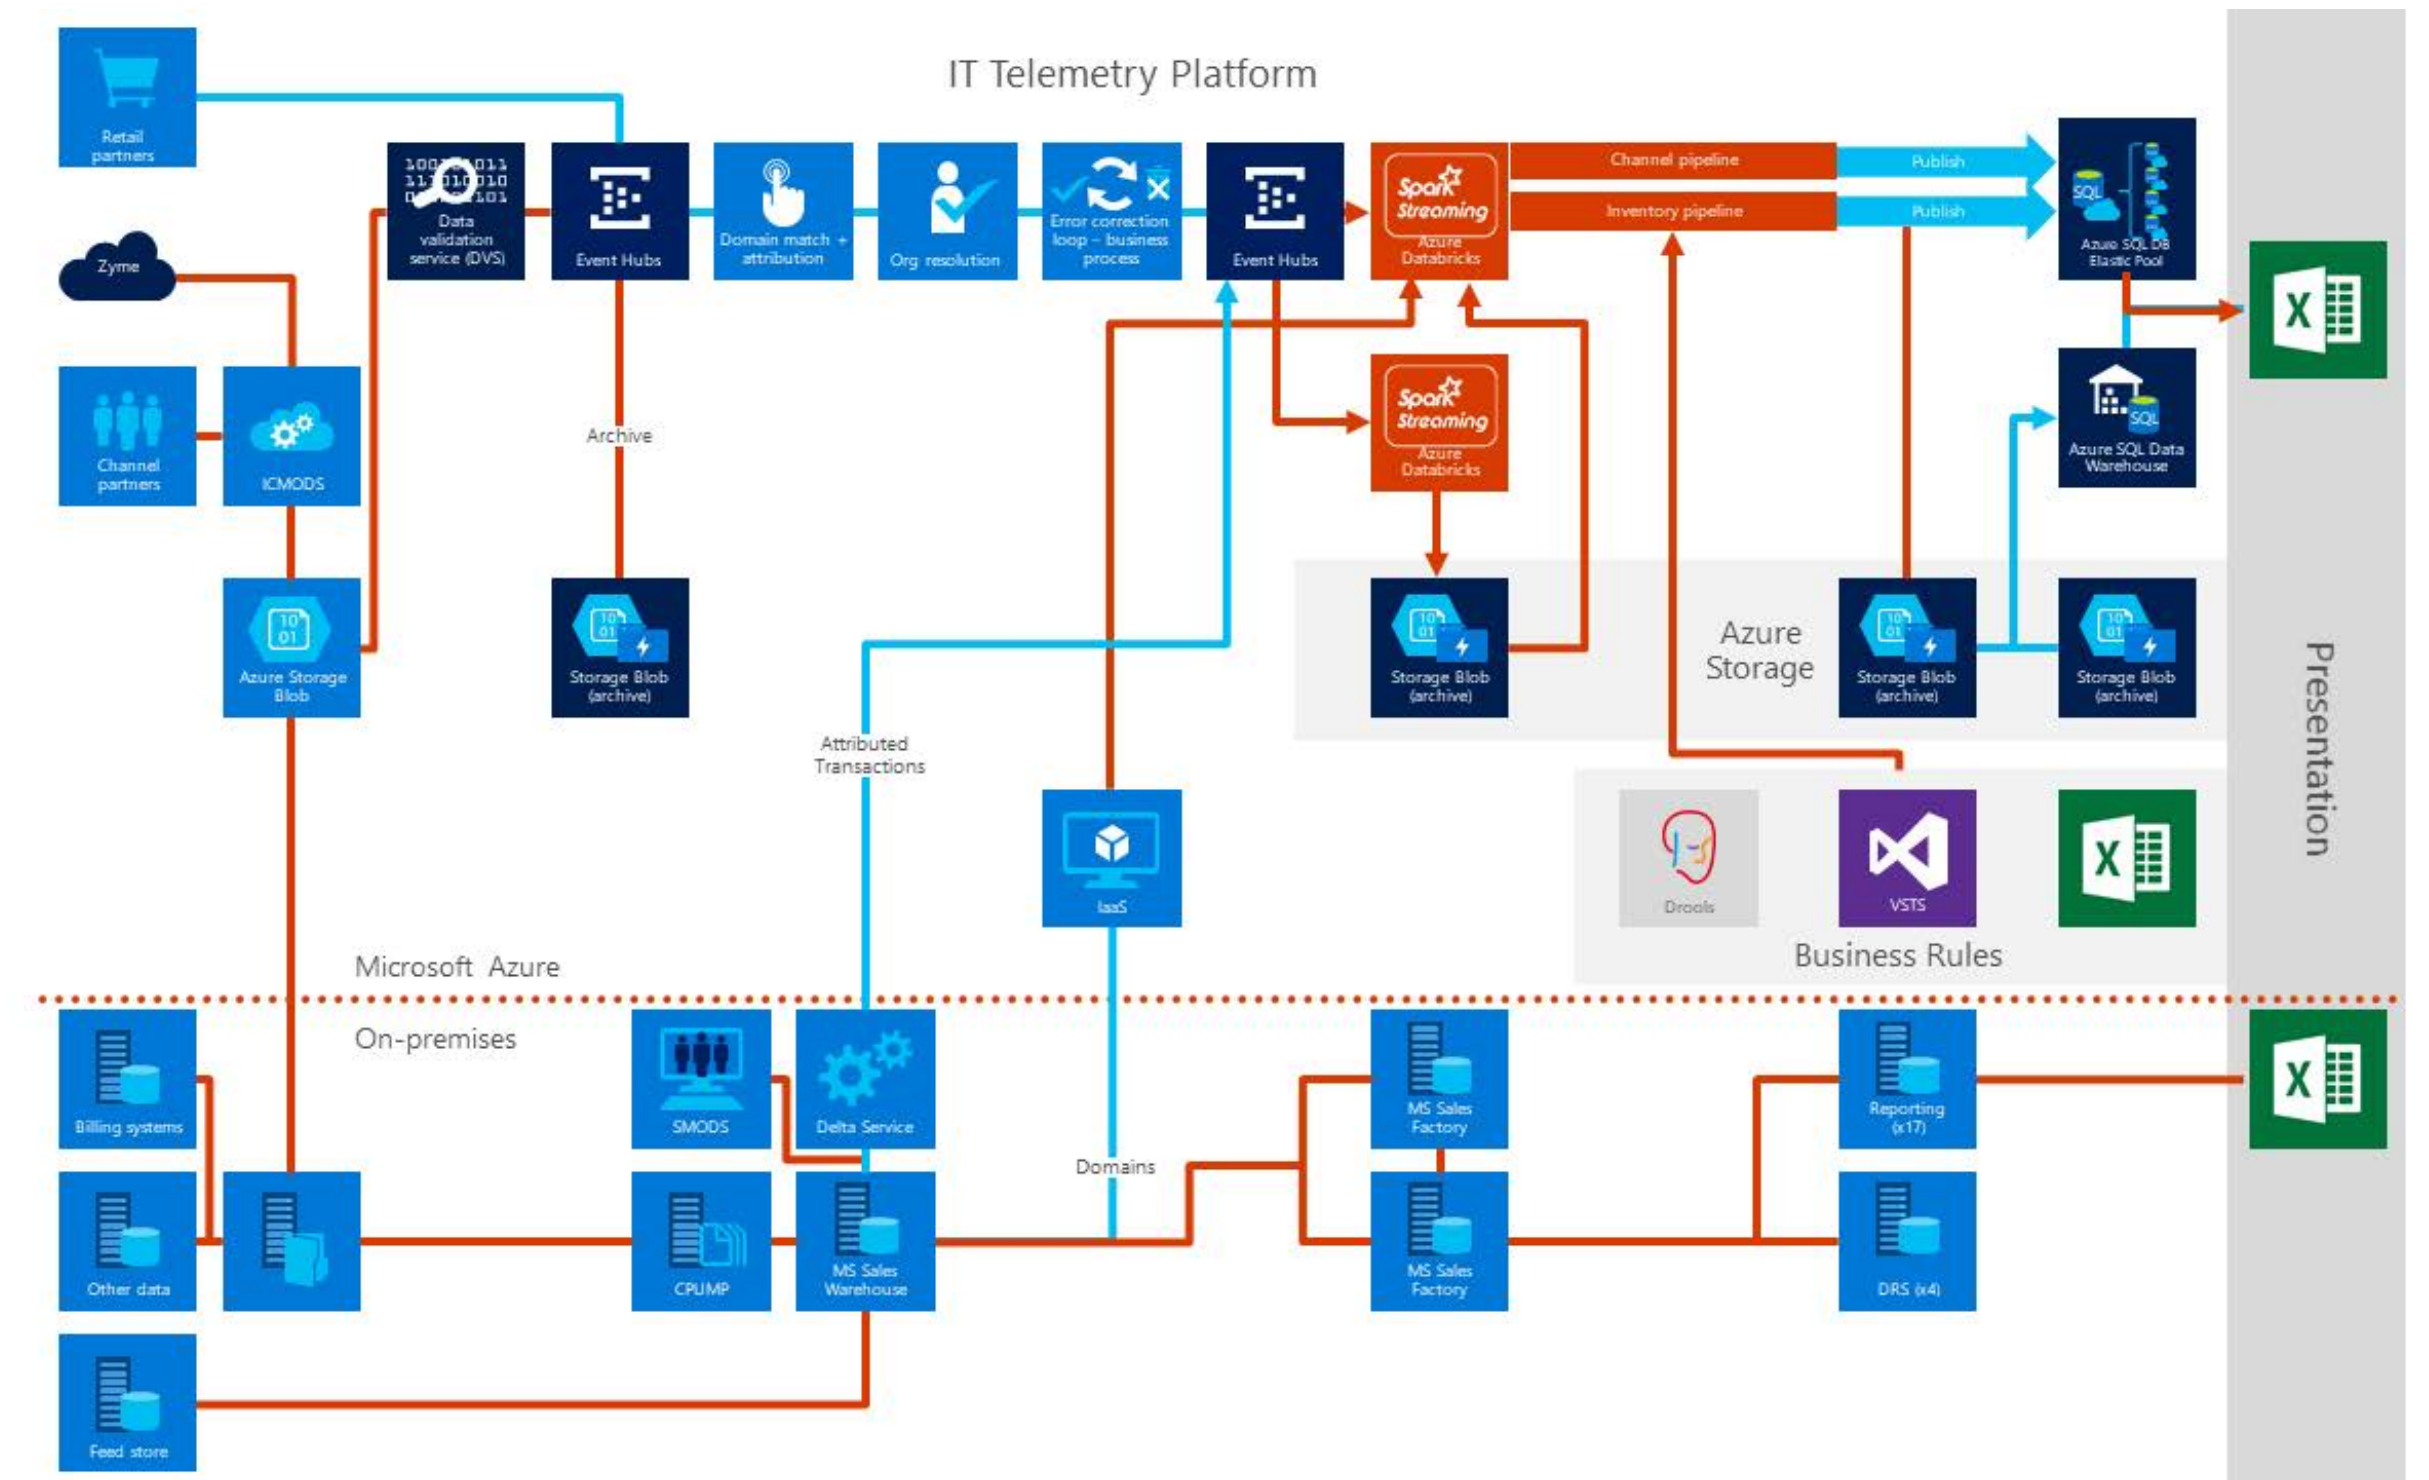 IT Telemetry Platform
Retail
partners
Zyme
Channel
partners
ICMODS
Azure Storage
Blob
Data
validation
service (DVS)
Event Hubs
Domain match +
attribution
Org resolution
Error correction
loop – business
process
Event Hubs
Spark
Streaming
Azure
Databricks
Channel pipeline
Publish
Inventory pipeline
Publish
SQL
Azure SQL DB
Elastic Pool
X
Archive
Spark
Streaming
Azure
Databricks
SQL
Azure SQL Data
Warehouse
10
01
Storage Blob
(archive)
Storage Blob
(archive)
Azure
Storage
Storage Blob
(archive)
Storage Blob
(archive)
Presentation
Attributed
Transactions
IaaS
Drools
VSTS
X
Business Rules
Microsoft Azure
On-premises
Billing systems
SMODS
Delta Service
MS Sales
Factory
Reporting
(x17)
X
Domains
Other data
CPUMP
MS Sales
Warehouse
MS Sales
Factory
DRS (x4)
Feed store